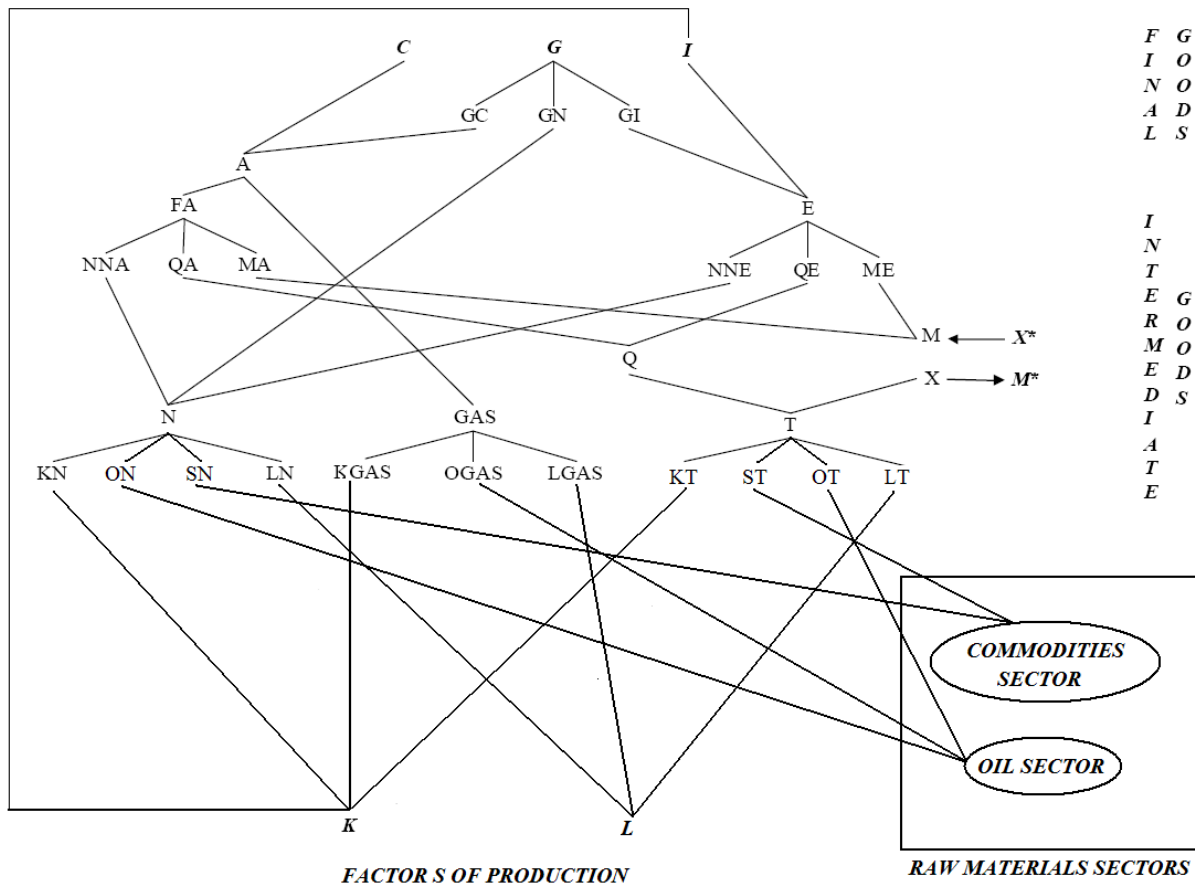 C G I
GC GN GI
A
FA E
NNA QA MA NNE QE ME
M X*
Q
X M*
N GAS T
KN ON SN LN KGAS OGAS LGAS KT ST OT LT
COMMODITIES
SECTOR
OIL SECTOR
K L
FACTOR S OF PRODUCTION
RAW MATERIALS SECTORS
FINAL
GOODS
INTERMEDIATE
GOODS